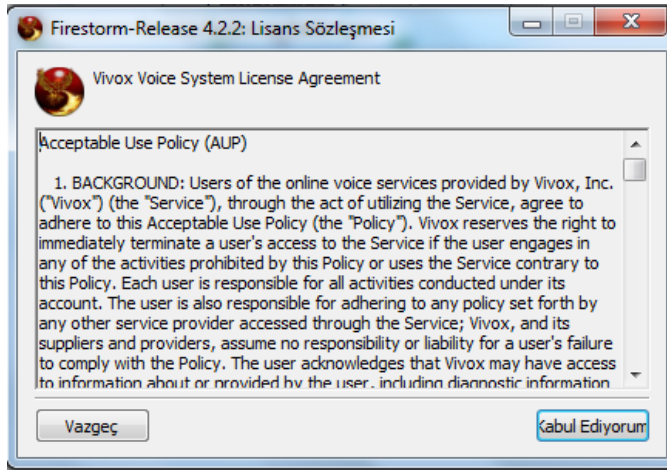 Firestorm-Release 4.2.2: Lisans Sözleşmesi
Vivox Voice System License Agreement
Acceptable Use Policy (AUP)
1. BACKGROUND: Users of the online voice services provided by Vivox, Inc.
("Vivox") (the "Service"), through the act of utilizing the Service, agree to
adhere to this Acceptable Use Policy (the "Policy"). Vivox reserves the right to
immediately terminate a user's access to the Service if the user engages in
any of the activities prohibited by this Policy or uses the Service contrary to
this Policy. Each user is responsible for all activities conducted under its
account. The user is also responsible for adhering to any policy set forth by
any other service provider accessed through the Service; Vivox, and its
suppliers and providers, assume no responsibility or liability for a user's failure
to comply with the Policy. The user acknowledges that Vivox may have access
to information about or provided by the user, including diagnostic information
Vazgeç
Kabul Ediyorum